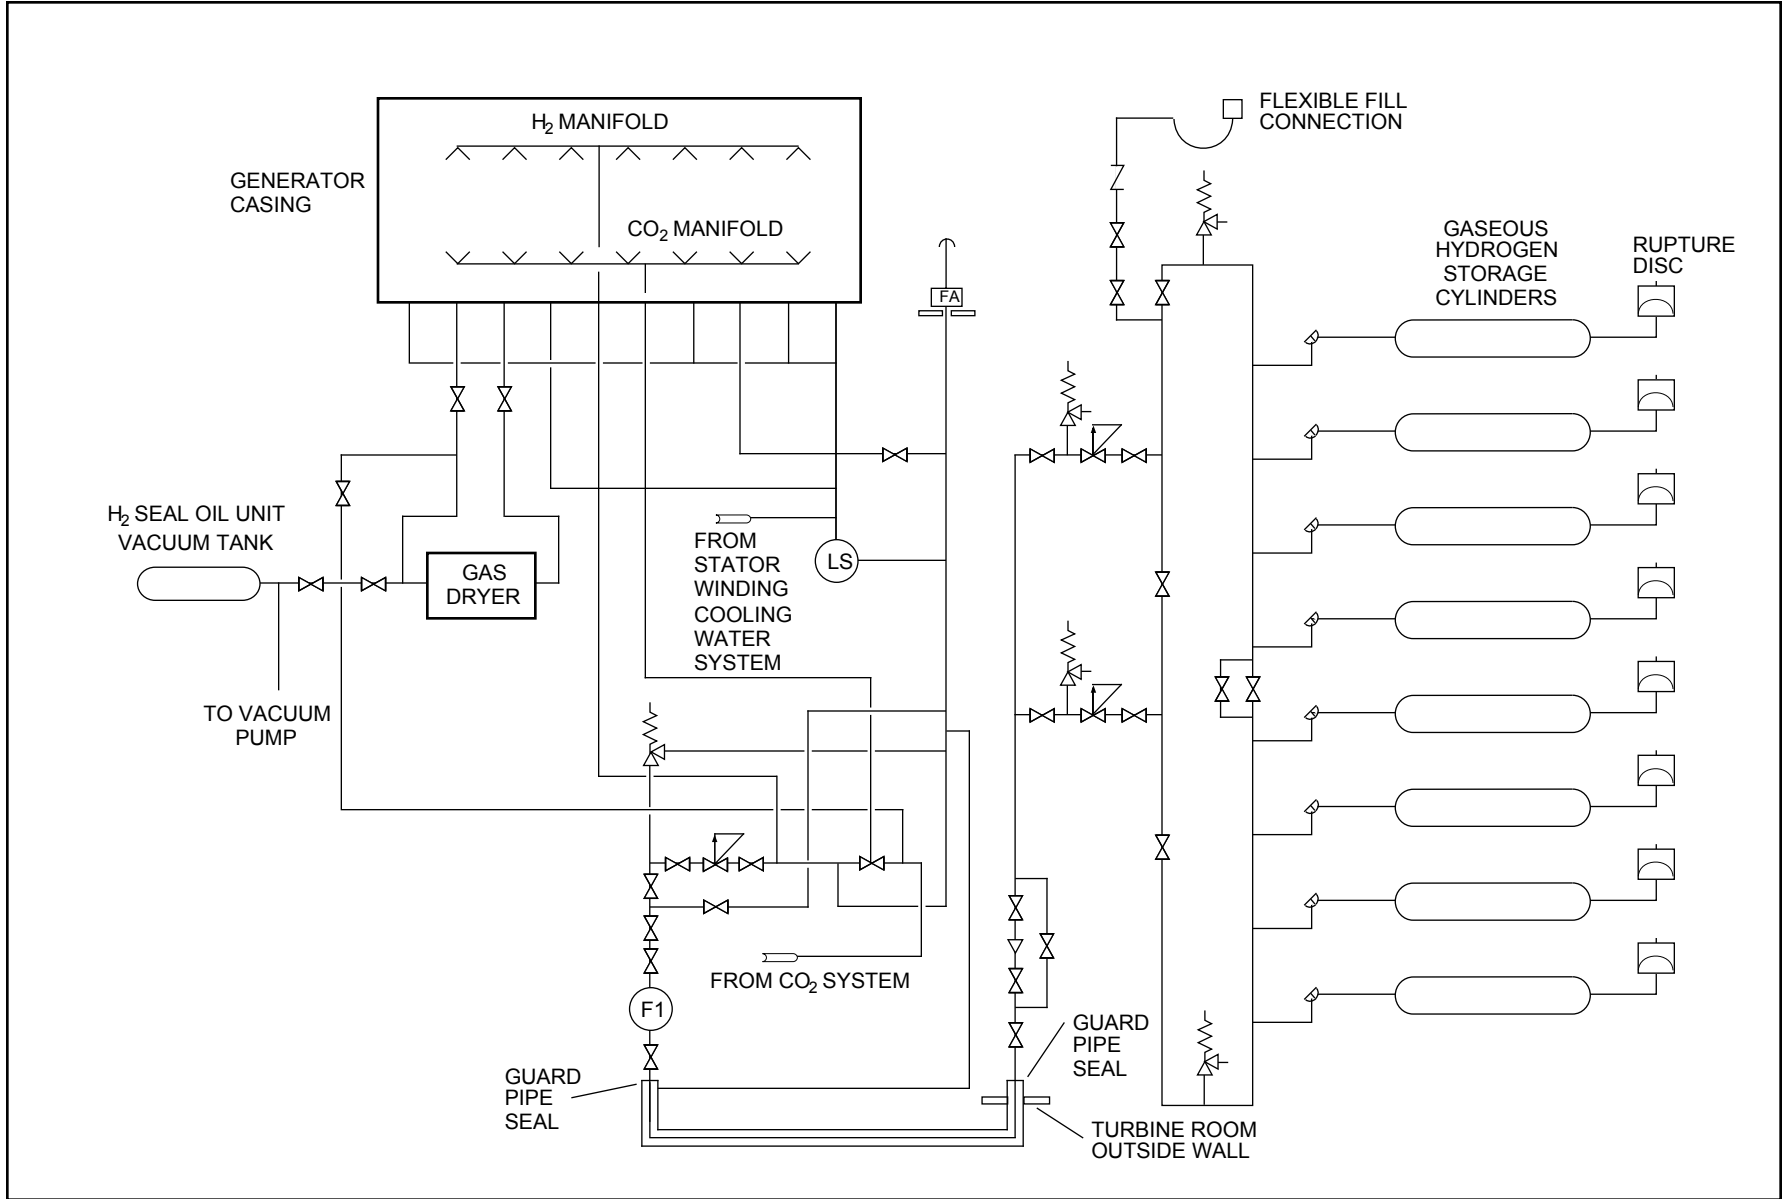 H2 MANIFOLD
GENERATOR
CASING
CO2 MANIFOLD
FLEXIBLE FILL
CONNECTION
GASEOUS
HYDROGEN
STORAGE
CYLINDERS
RUPTURE
DISC
FA
H2 SEAL OIL UNIT
VACUUM TANK
GAS
DRYER
FROM
STATOR
WINDING
COOLING
WATER
SYSTEM
LS
TO VACUUM
PUMP
FROM CO2 SYSTEM
F1
GUARD
PIPE
SEAL
GUARD
PIPE
SEAL
TURBINE ROOM
OUTSIDE WALL